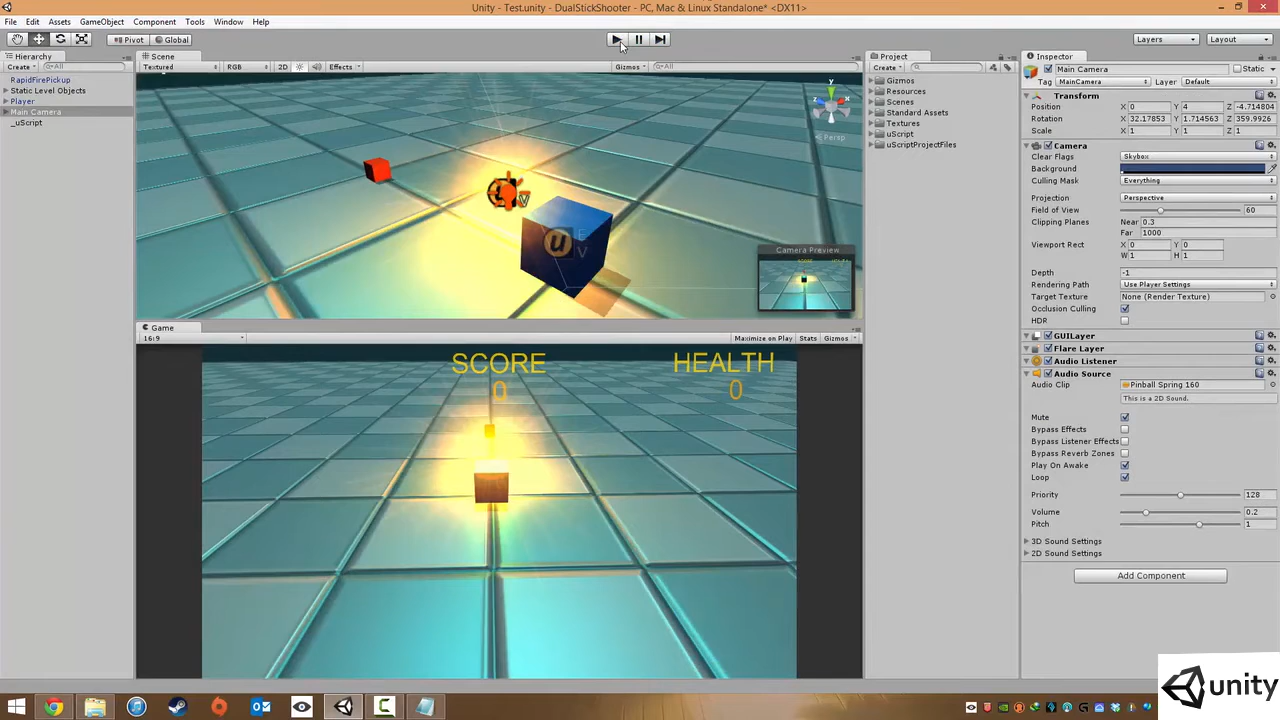 Unity - Test.unity - DualStickShooter - PC, Mac & Linux Standalone* <DX11>
File Edit Assets GameObject Component Tools Window Help
Pivot Global Layers Layout
Hierarchy
Create All
RapidFirePickup
Static Level Objects
Player
Main Camera
_uScript
Scene
Textured RGB 2D Effects Gizmos All
y
x
z
Persp
u
E
V
V
Camera Preview
Game
16:9 Maximize on Play Stats Gizmos
SCORE HEALTH
0 0
Project
Create
Gizmos
Resources
Scenes
Standard Assets
Textures
uScript
uScriptProjectFiles
Inspector
Main Camera Static
Tag MainCamera Layer Default
Transform
Position X 0 Y 4 Z -4.714804
Rotation X 32.17853 Y 1.714563 Z 359.9926
Scale X 1 Y 1 Z 1
Camera
Clear Flags Skybox
Background
Culling Mask Everything
Projection Perspective
Field of View 60
Clipping Planes Near 0.3
Far 1000
Viewport Rect X 0 Y 0
W 1 H 1
Depth -1
Rendering Path Use Player Settings
Target Texture None (Render Texture)
Occlusion Culling
HDR
GUILayer
Flare Layer
Audio Listener
Audio Source
Audio Clip Pinball Spring 160
This is a 2D Sound.
Mute
Bypass Effects
Bypass Listener Effects
Bypass Reverb Zones
Play On Awake
Loop
Priority 128
Volume 0.2
Pitch 1
3D Sound Settings
2D Sound Settings
Add Component
unity